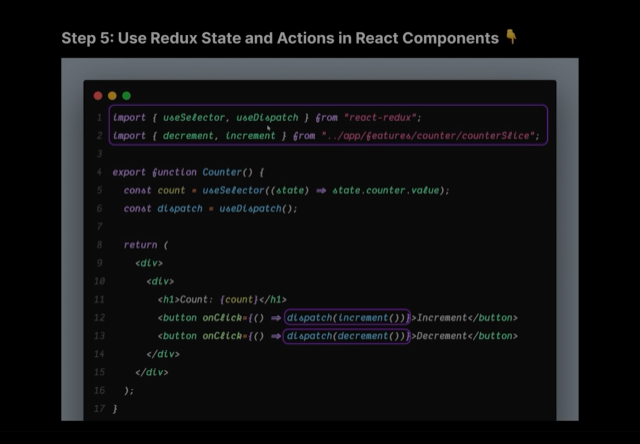 Step 5: Use Redux State and Actions in React Components 👇
1 import { useSelector, useDispatch } from "react-redux";
2 import { decrement, increment } from "../app/features/counter/counterSlice";
3
4 export function Counter() {
5 const count = useSelector((state) => state.counter.value);
6 const dispatch = useDispatch();
7
8 return (
9 <div>
10 <div>
11 <h1>Count: {count}</h1>
12 <button onClick={() => dispatch(increment())}>Increment</button>
13 <button onClick={() => dispatch(decrement())}>Decrement</button>
14 </div>
15 </div>
16 );
17 }